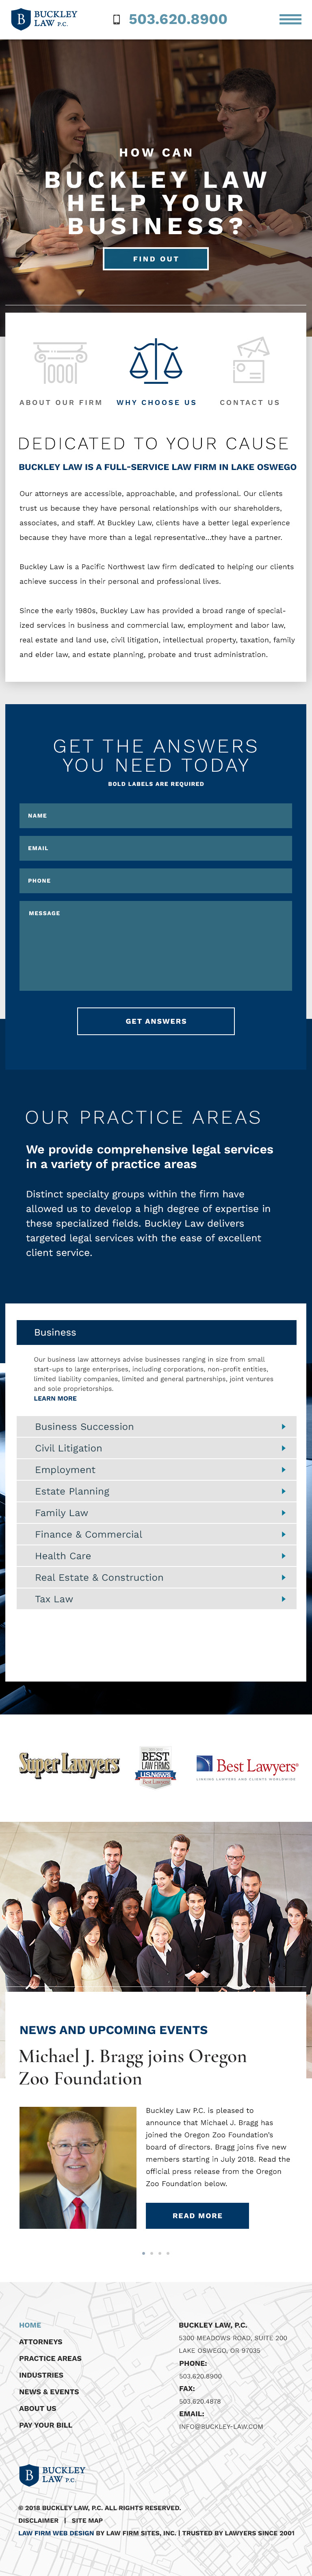 B BUCKLEY
LAW P.C.
503.620.8900
HOW CAN
BUCKLEY LAW
HELP YOUR
BUSINESS?
FIND OUT
ABOUT OUR FIRM
WHY CHOOSE US
CONTACT US
DEDICATED TO YOUR CAUSE
BUCKLEY LAW IS A FULL-SERVICE LAW FIRM IN LAKE OSWEGO
Our attorneys are accessible, approachable, and professional. Our clients
trust us because they have personal relationships with our shareholders,
associates, and staff. At Buckley Law, clients have a better legal experience
because they have more than a legal representative...they have a partner.
Buckley Law is a Pacific Northwest law firm dedicated to helping our clients
achieve success in their personal and professional lives.
Since the early 1980s, Buckley Law has provided a broad range of special-
ized services in business and commercial law, employment and labor law,
real estate and land use, civil litigation, intellectual property, taxation, family
and elder law, and estate planning, probate and trust administration.
GET THE ANSWERS
YOU NEED TODAY
BOLD LABELS ARE REQUIRED
NAME
EMAIL
PHONE
MESSAGE
GET ANSWERS
OUR PRACTICE AREAS
We provide comprehensive legal services
in a variety of practice areas
Distinct specialty groups within the firm have
allowed us to develop a high degree of expertise in
these specialized fields. Buckley Law delivers
targeted legal services with the ease of excellent
client service.
Business
Our business law attorneys advise businesses ranging in size from small
start-ups to large enterprises, including corporations, non-profit entities,
limited liability companies, limited and general partnerships, joint ventures
and sole proprietorships.
LEARN MORE
Business Succession
Civil Litigation
Employment
Estate Planning
Family Law
Finance & Commercial
Health Care
Real Estate & Construction
Tax Law
Super Lawyers
BEST
LAW FIRMS
U.S.News
Best Lawyers
Best Lawyers®
LINKING LAWYERS AND CLIENTS WORLDWIDE
NEWS AND UPCOMING EVENTS
Michael J. Bragg joins Oregon
Zoo Foundation
Buckley Law P.C. is pleased to
announce that Michael J. Bragg has
joined the Oregon Zoo Foundation's
board of directors. Bragg joins five new
members starting in July 2018. Read the
official press release from the Oregon
Zoo Foundation below.
READ MORE
HOME
ATTORNEYS
PRACTICE AREAS
INDUSTRIES
NEWS & EVENTS
ABOUT US
PAY YOUR BILL
BUCKLEY LAW, P.C.
5300 MEADOWS ROAD, SUITE 200
LAKE OSWEGO, OR 97035
PHONE:
503.620.8900
FAX:
503.620.4878
EMAIL:
INFO@BUCKLEY-LAW.COM
B BUCKLEY
LAW P.C.
© 2018 BUCKLEY LAW, P.C. ALL RIGHTS RESERVED.
DISCLAIMER | SITE MAP
LAW FIRM WEB DESIGN BY LAW FIRM SITES, INC. | TRUSTED BY LAWYERS SINCE 2001